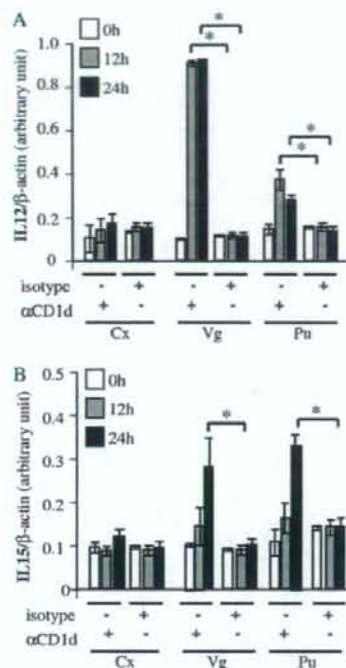 A
IL12/β-actin (arbitrary unit)
1.0
0.8
0.6
0.4
0.2
0
0h
12h
24h
*
*
*
*
isotype - + - + - +
αCD1d + - + - + -
Cx Vg Pu
B
IL15/β-actin (arbitrary unit)
0.5
0.4
0.3
0.2
0.1
0
0h
12h
24h
*
*
isotype - + - + - +
αCD1d + - + - + -
Cx Vg Pu